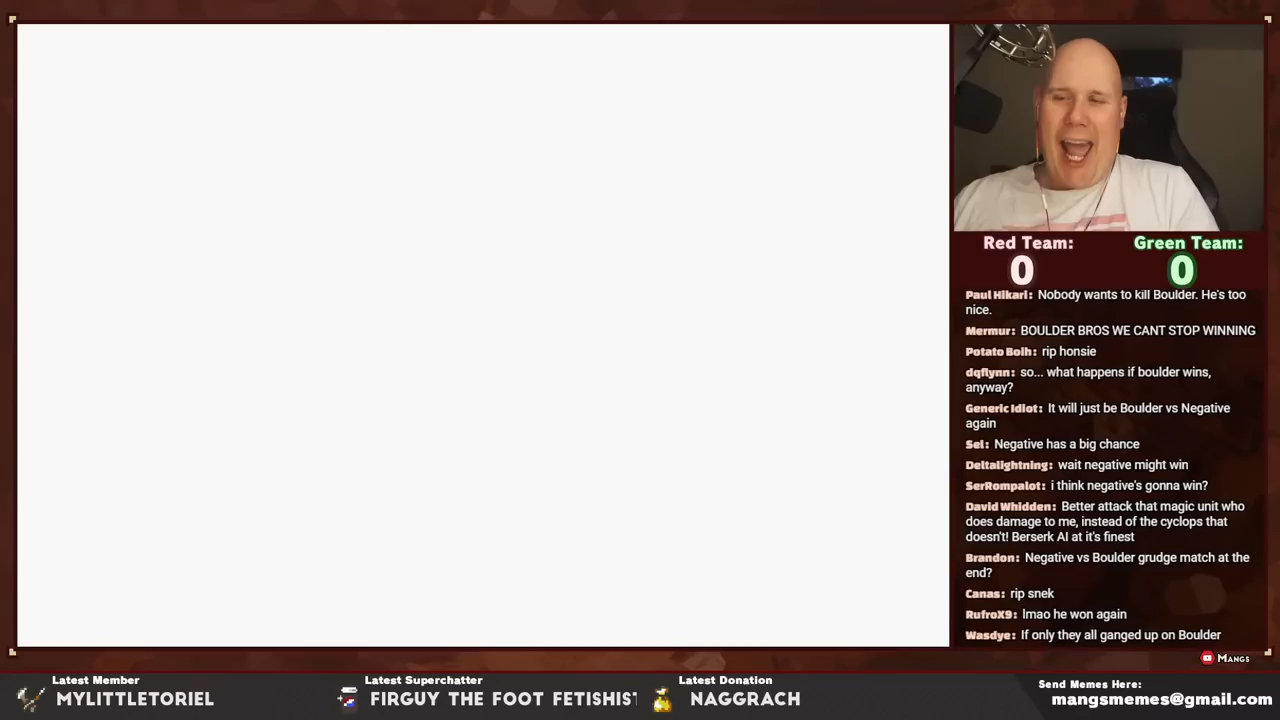 Red Team:
Green Team:
0
0
Paul Hikari: Nobody wants to kill Boulder. He's too
nice.
Mermur: BOULDER BROS WE CANT STOP WINNING
Potato Boih: rip honsie
dqflynn: so... what happens if boulder wins,
anyway?
Generic Idiot: It will just be Boulder vs Negative
again
Sel: Negative has a big chance
Deltalightning: wait negative might win
SerRompalot: i think negative's gonna win?
David Whidden: Better attack that magic unit who
does damage to me, instead of the cyclops that
doesn't! Berserk AI at it's finest
Brandon: Negative vs Boulder grudge match at the
end?
Canas: rip snek
RufroX9: lmao he won again
Wasdye: If only they all ganged up on Boulder
Mangs
Latest Member
MYLITTLETORIEL
Latest Superchatter
FIRGUY THE FOOT FETISHIST
Latest Donation
NAGGRACH
Send Memes Here:
mangsmemes@gmail.com